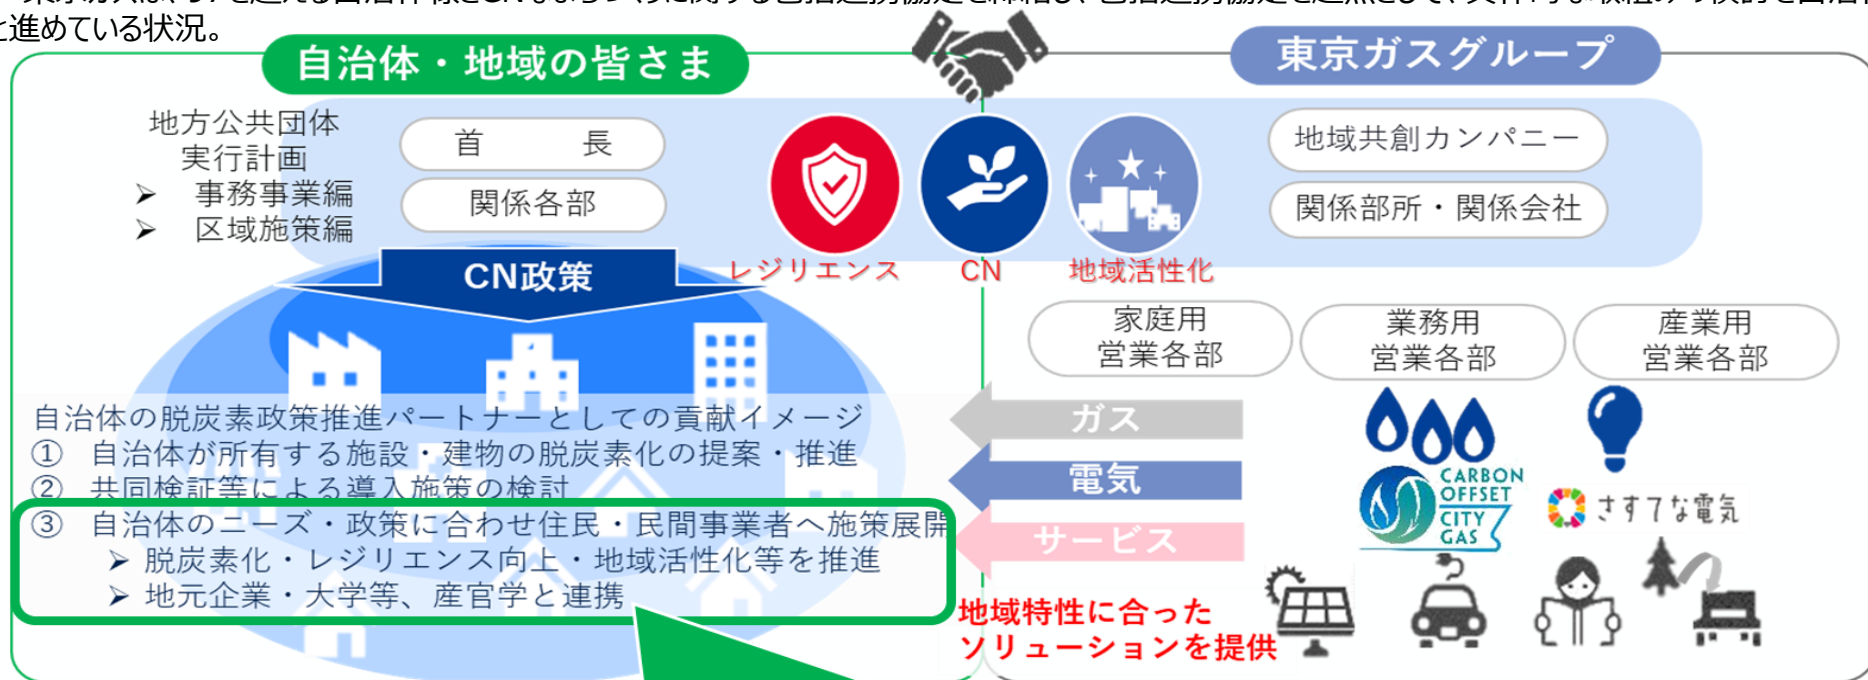 と進めている状況。
自治体・地域の皆さま
東京ガスグループ
地方公共団体
実行計画
➢ 事務事業編
➢ 区域施策編
首 長
関係各部
地域共創カンパニー
関係部所・関係会社
CN政策
レジリエンス
CN
地域活性化
家庭用
営業各部
業務用
営業各部
産業用
営業各部
自治体の脱炭素政策推進パートナーとしての貢献イメージ
① 自治体が所有する施設・建物の脱炭素化の提案・推進
② 共同検証等による導入施策の検討
③ 自治体のニーズ・政策に合わせ住民・民間事業者へ施策展開
➢ 脱炭素化・レジリエンス向上・地域活性化等を推進
➢ 地元企業・大学等、産官学と連携
ガス
電気
サービス
CARBON
OFFSET
CITY
GAS
さすてな電気
地域特性に合った
ソリューションを提供